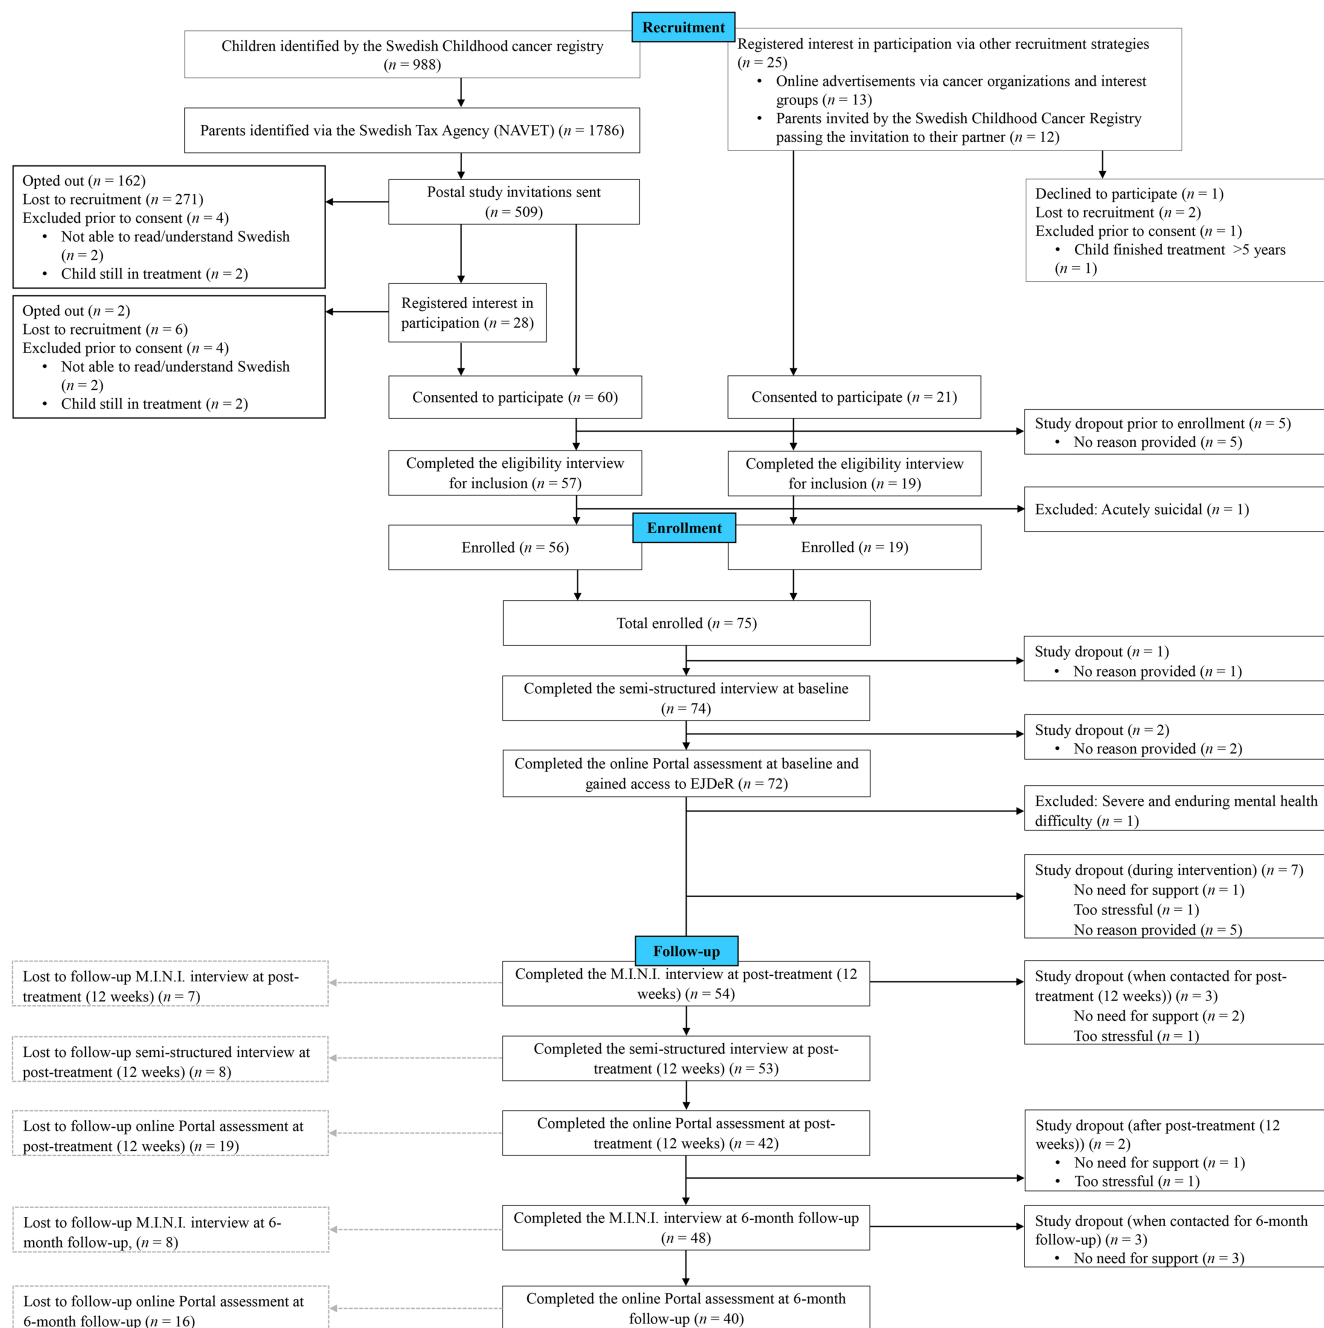 Recruitment
Children identified by the Swedish Childhood cancer registry
(n = 988)
Registered interest in participation via other recruitment strategies
(n = 25)
• Online advertisements via cancer organizations and interest
groups (n = 13)
• Parents invited by the Swedish Childhood Cancer Registry
passing the invitation to their partner (n = 12)
Parents identified via the Swedish Tax Agency (NAVET) (n = 1786)
Opted out (n = 162)
Lost to recruitment (n = 271)
Excluded prior to consent (n = 4)
• Not able to read/understand Swedish
(n = 2)
• Child still in treatment (n = 2)
Postal study invitations sent
(n = 509)
Declined to participate (n = 1)
Lost to recruitment (n = 2)
Excluded prior to consent (n = 1)
• Child finished treatment >5 years
(n = 1)
Opted out (n = 2)
Lost to recruitment (n = 6)
Excluded prior to consent (n = 4)
• Not able to read/understand Swedish
(n = 2)
• Child still in treatment (n = 2)
Registered interest in
participation (n = 28)
Consented to participate (n = 60)
Consented to participate (n = 21)
Study dropout prior to enrollment (n = 5)
• No reason provided (n = 5)
Completed the eligibility interview
for inclusion (n = 57)
Completed the eligibility interview
for inclusion (n = 19)
Excluded: Acutely suicidal (n = 1)
Enrollment
Enrolled (n = 56)
Enrolled (n = 19)
Total enrolled (n = 75)
Study dropout (n = 1)
• No reason provided (n = 1)
Completed the semi-structured interview at baseline
(n = 74)
Study dropout (n = 2)
• No reason provided (n = 2)
Completed the online Portal assessment at baseline and
gained access to EJDeR (n = 72)
Excluded: Severe and enduring mental health
difficulty (n = 1)
Study dropout (during intervention) (n = 7)
No need for support (n = 1)
Too stressful (n = 1)
No reason provided (n = 5)
Follow-up
Lost to follow-up M.I.N.I. interview at post-
treatment (12 weeks) (n = 7)
Completed the M.I.N.I. interview at post-treatment (12
weeks) (n = 54)
Study dropout (when contacted for post-
treatment (12 weeks)) (n = 3)
No need for support (n = 2)
Too stressful (n = 1)
Lost to follow-up semi-structured interview at
post-treatment (12 weeks) (n = 8)
Completed the semi-structured interview at post-
treatment (12 weeks) (n = 53)
Lost to follow-up online Portal assessment at
post-treatment (12 weeks) (n = 19)
Completed the online Portal assessment at post-
treatment (12 weeks) (n = 42)
Study dropout (after post-treatment (12
weeks)) (n = 2)
• No need for support (n = 1)
• Too stressful (n = 1)
Lost to follow-up M.I.N.I. interview at 6-
month follow-up, (n = 8)
Completed the M.I.N.I. interview at 6-month follow-up
(n = 48)
Study dropout (when contacted for 6-month
follow-up) (n = 3)
• No need for support (n = 3)
Lost to follow-up online Portal assessment at
6-month follow-up (n = 16)
Completed the online Portal assessment at 6-month
follow-up (n = 40)